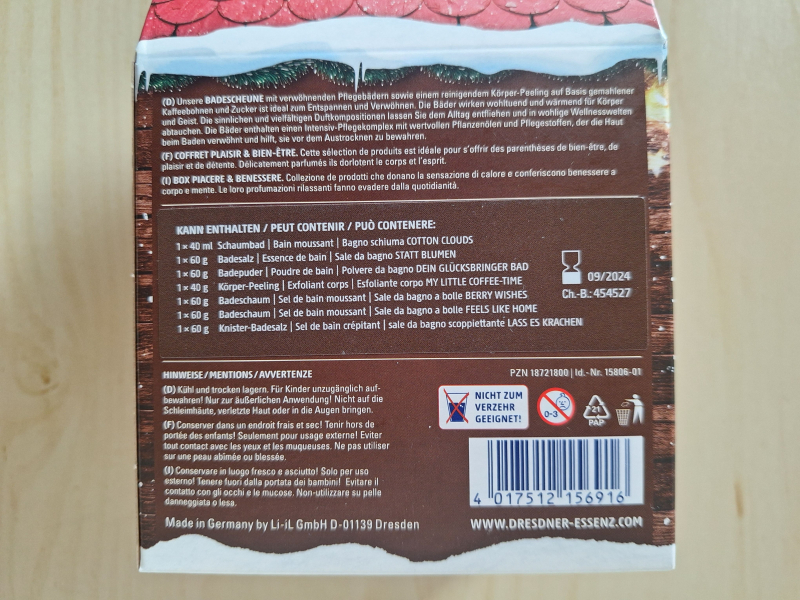 (D) Unsere BADESCHEUNE mit verwöhnenden Pflegebädern sowie einem reinigendem Körper-Peeling auf Basis gemahlener
Kaffeebohnen und Zucker ist ideal zum Entspannen und Verwöhnen. Die Bäder wirken wohltuend und wärmend für Körper
und Geist. Die sinnlichen und vielfältigen Duftkompositionen lassen Sie dem Alltag entfliehen und in wohlige Wellnesswelten
abtauchen. Die Bäder enthalten einen Intensiv-Pflegekomplex mit wertvollen Pflanzenölen und Pflegestoffen, der die Haut
beim Baden verwöhnt und hilft, sie vor dem Austrocknen zu bewahren.
(F) COFFRET PLAISIR & BIEN-ÊTRE. Cette sélection de produits est idéale pour s'offrir des parenthèses de bien-être, de
plaisir et de détente. Délicatement parfumés ils dorlotent le corps et l'esprit.
(I) BOX PIACERE & BENESSERE. Collezione de prodotti che donano la sensazione di calore e conferiscono benessere a
corpo e mente. Le loro profumazioni rilassanti fanno evadere dalla quotidianità.
KANN ENTHALTEN / PEUT CONTENIR / PUÒ CONTENERE:
1 × 40 ml Schaumbad | Bain moussant | Bagno schiuma COTTON CLOUDS
1 × 60 g Badesalz | Essence de bain | Sale da bagno STATT BLUMEN
1 × 60 g Badepuder | Poudre de bain | Polvere da bagno DEIN GLÜCKSBRINGER BAD
1 × 40 g Körper-Peeling | Exfoliant corps | Esfoliante corpo MY LITTLE COFFEE-TIME
1 × 60 g Badeschaum | Sel de bain moussant | Sale da bagno a bolle BERRY WISHES
1 × 60 g Badeschaum | Sel de bain moussant | Sale da bagno a bolle FEELS LIKE HOME
1 × 60 g Knister-Badesalz | Sel de bain crépitant | sale da bagno scoppiettante LASS ES KRACHEN
09/2024
Ch.-B.: 454527
HINWEISE/MENTIONS/AVVERTENZE
(D) Kühl und trocken lagern. Für Kinder unzugänglich auf-
bewahren! Nur zur äußerlichen Anwendung! Nicht auf die
Schleimhäute, verletzte Haut oder in die Augen bringen.
(F) Conserver dans un endroit frais et sec! Tenir hors de
portée des enfants! Seulement pour usage externe! Eviter
tout contact avec les yeux et les muqueuses. Ne pas utiliser
sur une peau abîmée ou blessée.
(I) Conservare in luogo fresco e asciutto! Solo per uso
esterno! Tenere fuori dalla portata dei bambini! Evitare il
contatto con gli occhi e le mucose. Non-utilizzare su pelle
danneggiata o lesa.
Made in Germany by Li-iL GmbH D-01139 Dresden
PZN 18721800 | Id.- Nr. 15806-01
NICHT ZUM
VERZEHR
GEEIGNET!
0-3
21
PAP
4 017512 156916
WWW.DRESDNER-ESSENZ.COM